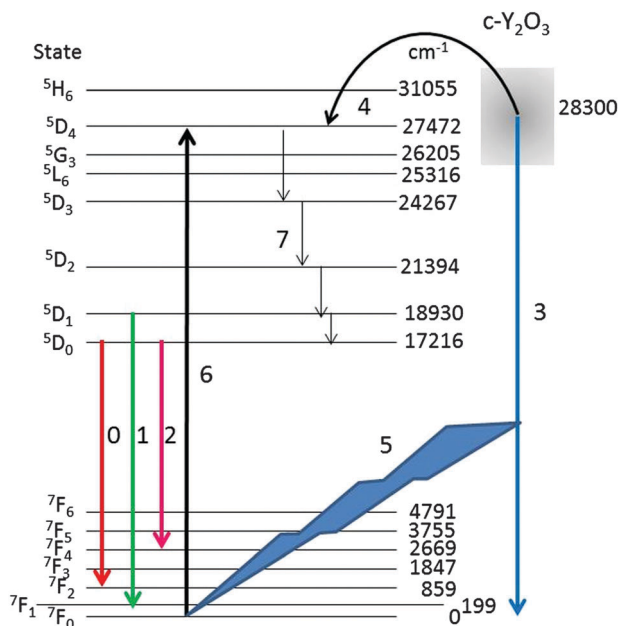 c-Y₂O₃
State cm⁻¹
⁵H₆ 31055
4 28300
⁵D₄ 27472
⁵G₃ 26205
⁵L₆ 25316
⁵D₃ 24267
7
⁵D₂ 21394
⁵D₁ 18930 3
⁵D₀ 17216
6
0 1 2 5
⁷F₆ 4791
⁷F₅ 3755
⁷F₄ 2669
⁷F₃ 1847
⁷F₂ 859
⁷F₁ 199
⁷F₀ 0